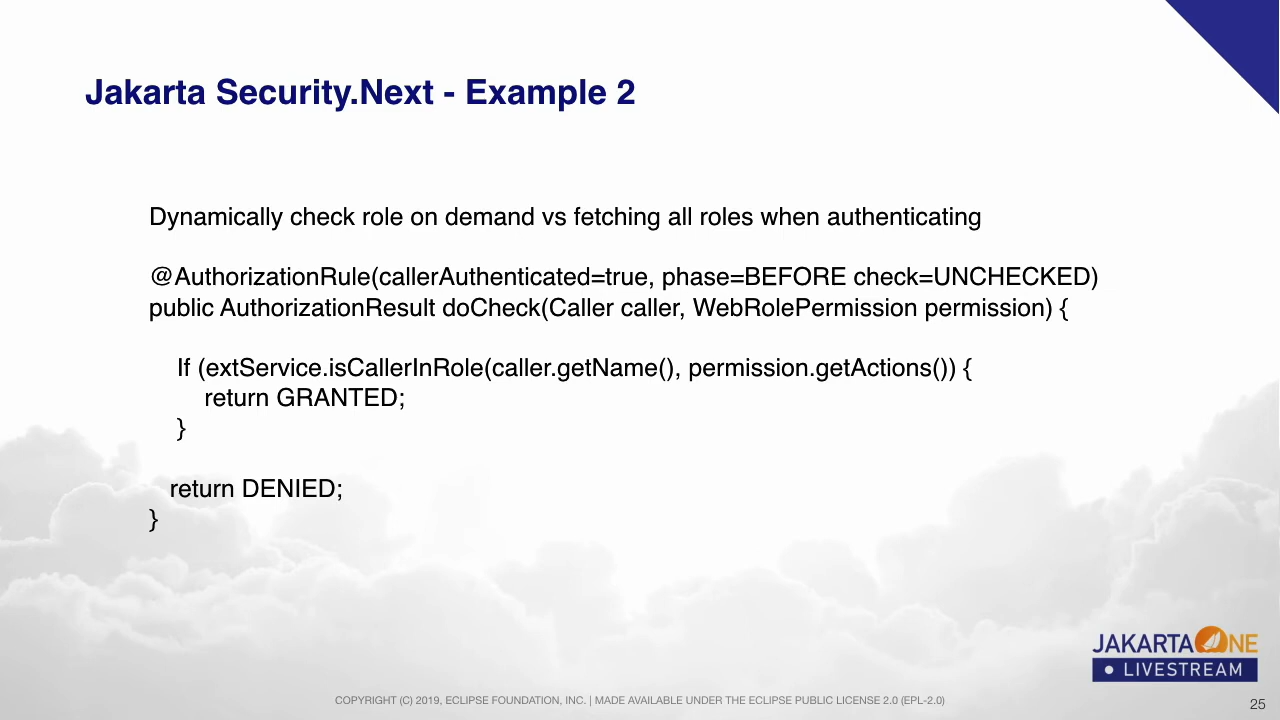 Jakarta Security.Next - Example 2
Dynamically check role on demand vs fetching all roles when authenticating
@AuthorizationRule(callerAuthenticated=true, phase=BEFORE check=UNCHECKED)
public AuthorizationResult doCheck(Caller caller, WebRolePermission permission) {
If (extService.isCallerInRole(caller.getName(), permission.getActions()) {
return GRANTED;
}
return DENIED;
}
JAKARTA ONE
LIVESTREAM
COPYRIGHT (C) 2019, ECLIPSE FOUNDATION, INC. | MADE AVAILABLE UNDER THE ECLIPSE PUBLIC LICENSE 2.0 (EPL-2.0)
25